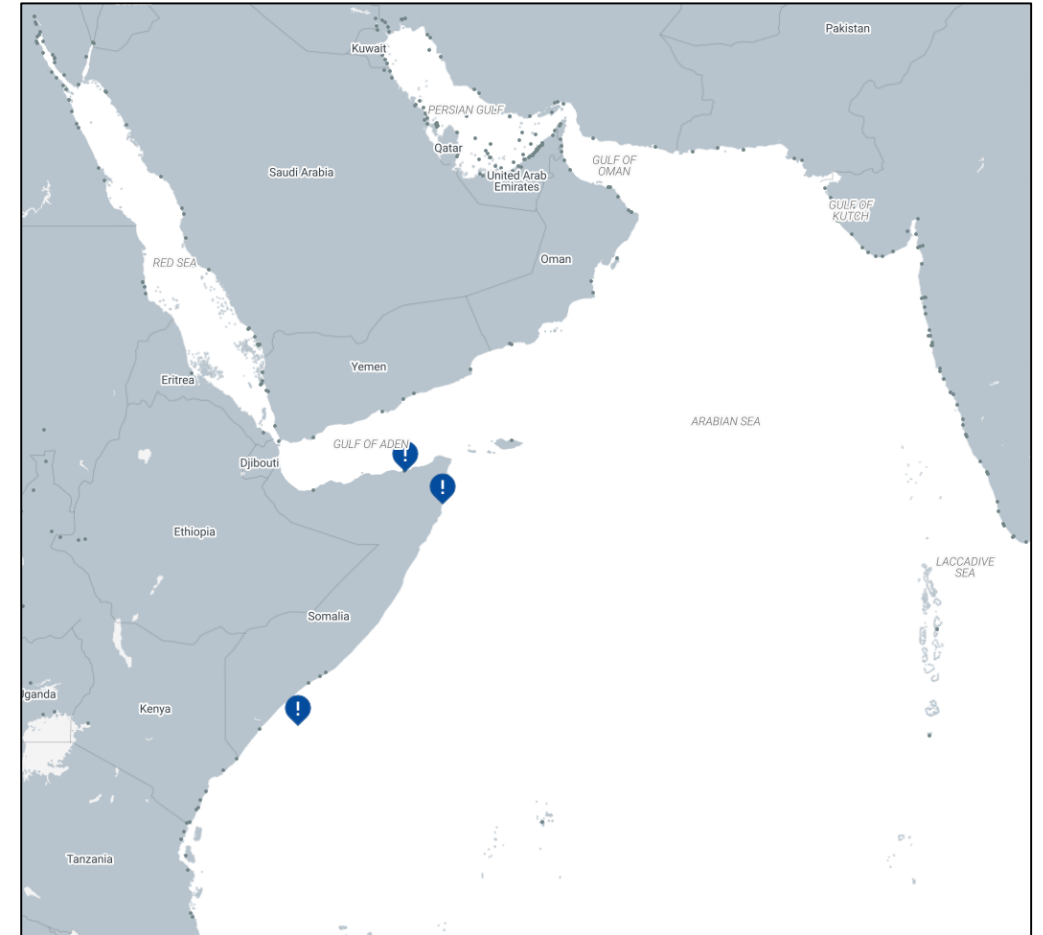 Pakistan
Kuwait
PERSIAN GULF
Qatar
GULF OF
OMAN
Saudi Arabia
United Arab
Emirates
GULF OF
KUTCH
RED SEA
Oman
Yemen
Eritrea
ARABIAN SEA
GULF OF ADEN
!
Djibouti
!
Ethiopia
LACCADIVE
SEA
Somalia
Uganda
Kenya
!
Tanzania